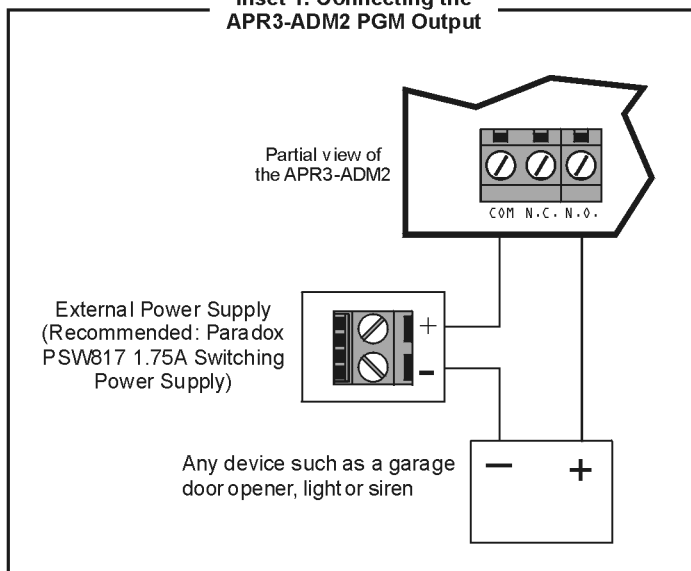 Inset 1: Connecting the
APR3-ADM2 PGM Output
Partial view of
the APR3-ADM2
COM N.C. N.O.
External Power Supply
(Recommended: Paradox
PSW817 1.75A Switching
Power Supply)
+
-
Any device such as a garage
door opener, light or siren
- +